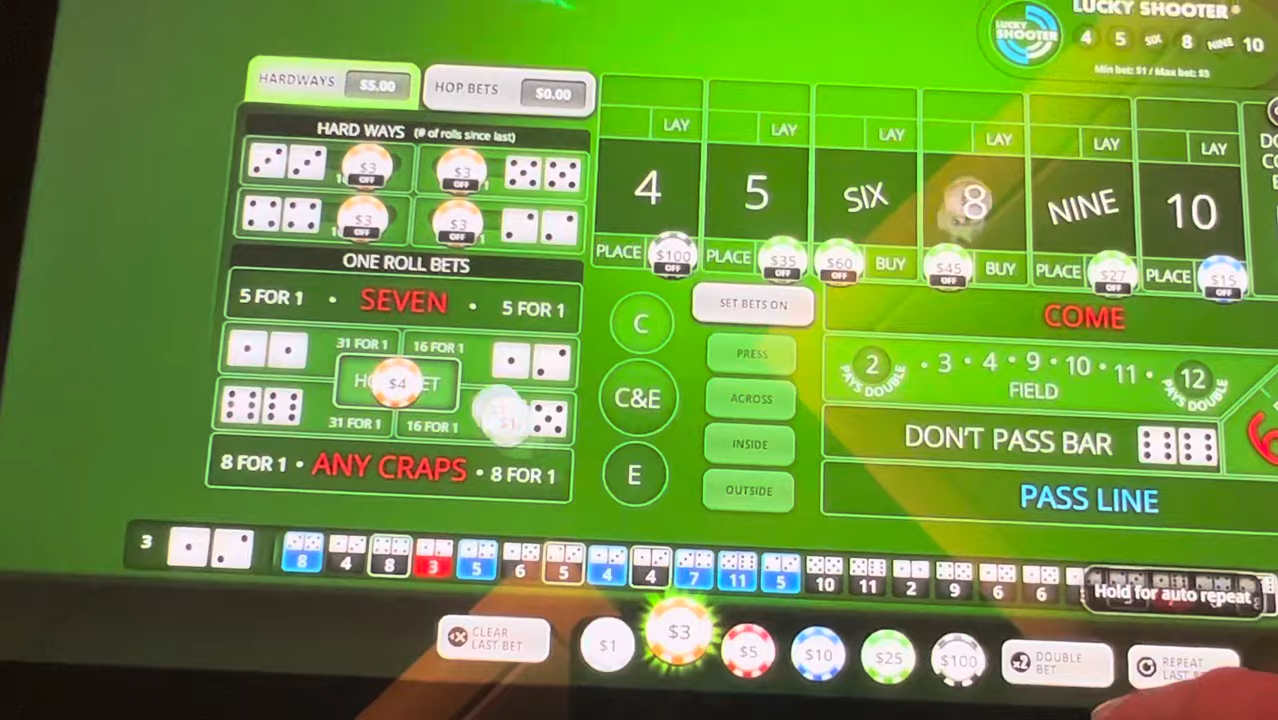 LUCKY SHOOTER
LUCKY
SHOOTER
4 5 SIX 8 NINE 10
Min bet: $1 / Max bet: $5
HARDWAYS $5.00
HOP BETS $0.00
HARD WAYS (# of rolls since last)
$3 OFF $3 OFF
$3 OFF $3 OFF
LAY LAY LAY LAY LAY LAY
4 5 SIX 8 NINE 10
PLACE $100 OFF PLACE $35 OFF $60 OFF BUY $45 OFF BUY PLACE $27 OFF PLACE $15 OFF
ONE ROLL BETS
5 FOR 1 • SEVEN • 5 FOR 1
31 FOR 1 16 FOR 1
$4
31 FOR 1 16 FOR 1
$1
8 FOR 1 • ANY CRAPS • 8 FOR 1
C
C&E
E
SET BETS ON
PRESS
ACROSS
INSIDE
OUTSIDE
COME
2 PAYS DOUBLE • 3 • 4 • 9 • 10 • 11 • 12 PAYS DOUBLE
FIELD
DON'T PASS BAR
PASS LINE
3 8 4 8 3 5 6 5 4 4 7 11 5 10 11 2 9 6 6
Hold for auto repeat
CLEAR
LAST BET
$1 $3 $5 $10 $25 $100
x2 DOUBLE
BET
REPEAT